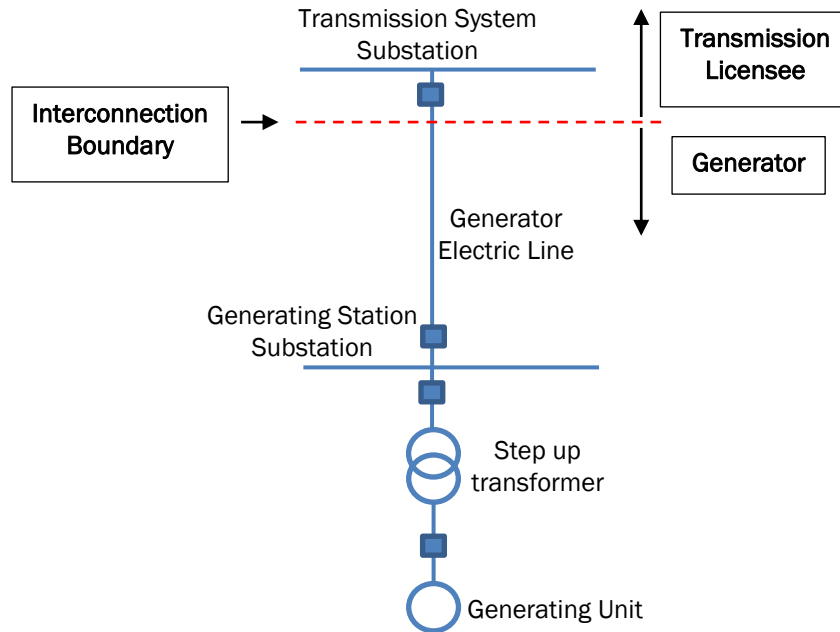 Transmission System
Substation
Transmission
Licensee
Interconnection
Boundary
Generator
Generator
Electric Line
Generating Station
Substation
Step up
transformer
Generating Unit